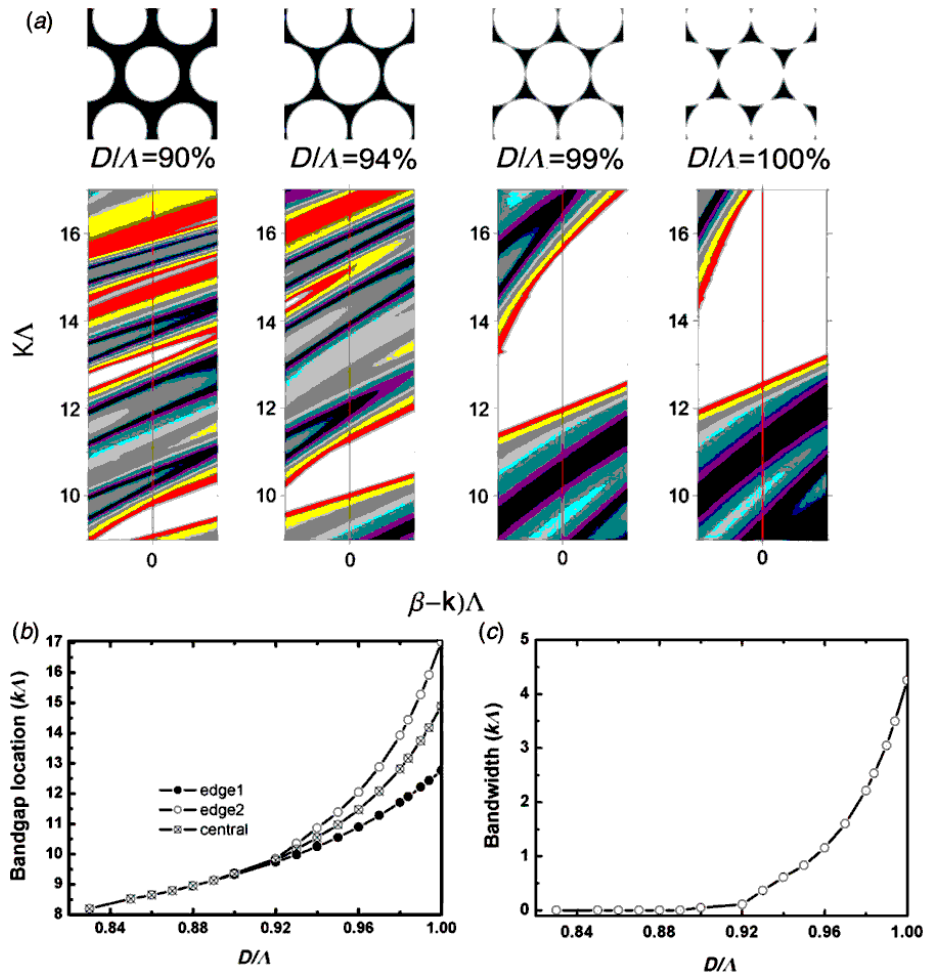 (a)
D/Λ=90% D/Λ=94% D/Λ=99% D/Λ=100%
16 16 16 16
14 14 14 14
KΛ
12 12 12 12
10 10 10 10
0 0 0 0
β−k)Λ
(b)
17
16
15
14
13
12
11
10
9
8
Bandgap location (kΛ)
edge1
edge2
central
0.84 0.88 0.92 0.96 1.00
D/Λ
(c)
5
4
3
2
1
0
Bandwidth (kΛ)
0.84 0.88 0.92 0.96 1.00
D/Λ